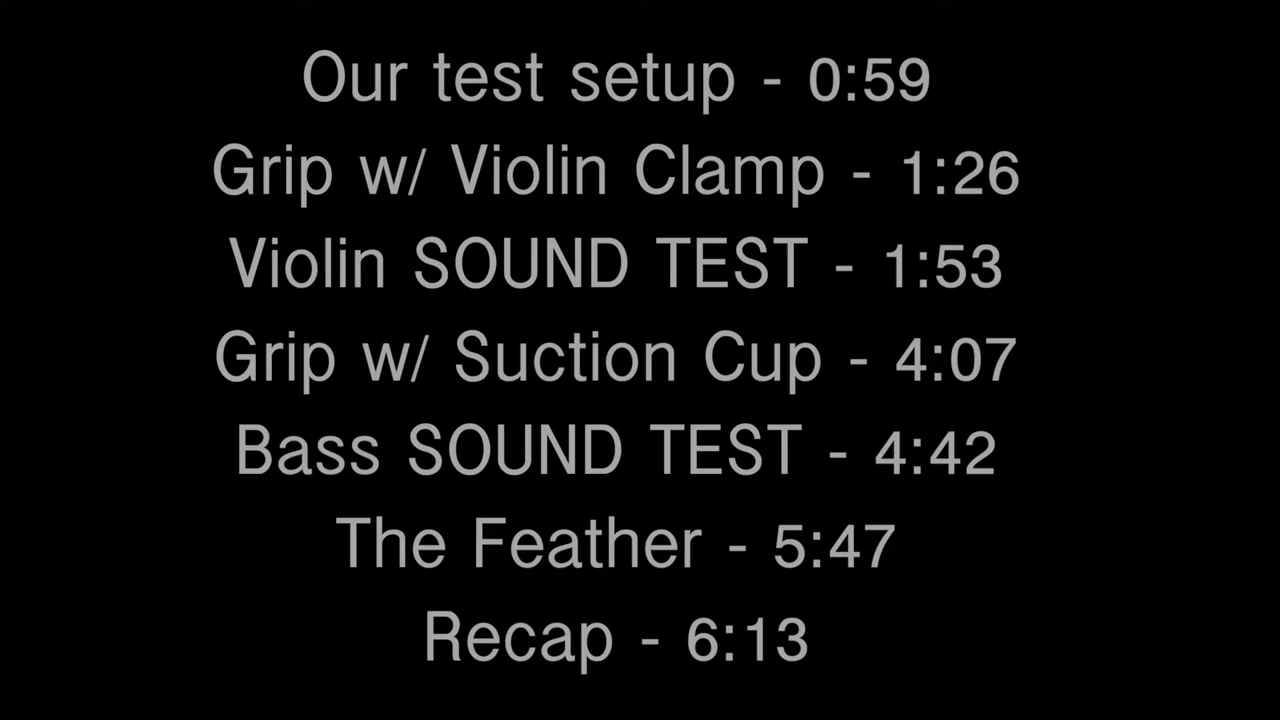 Our test setup - 0:59
Grip w/ Violin Clamp - 1:26
Violin SOUND TEST - 1:53
Grip w/ Suction Cup - 4:07
Bass SOUND TEST - 4:42
The Feather - 5:47
Recap - 6:13